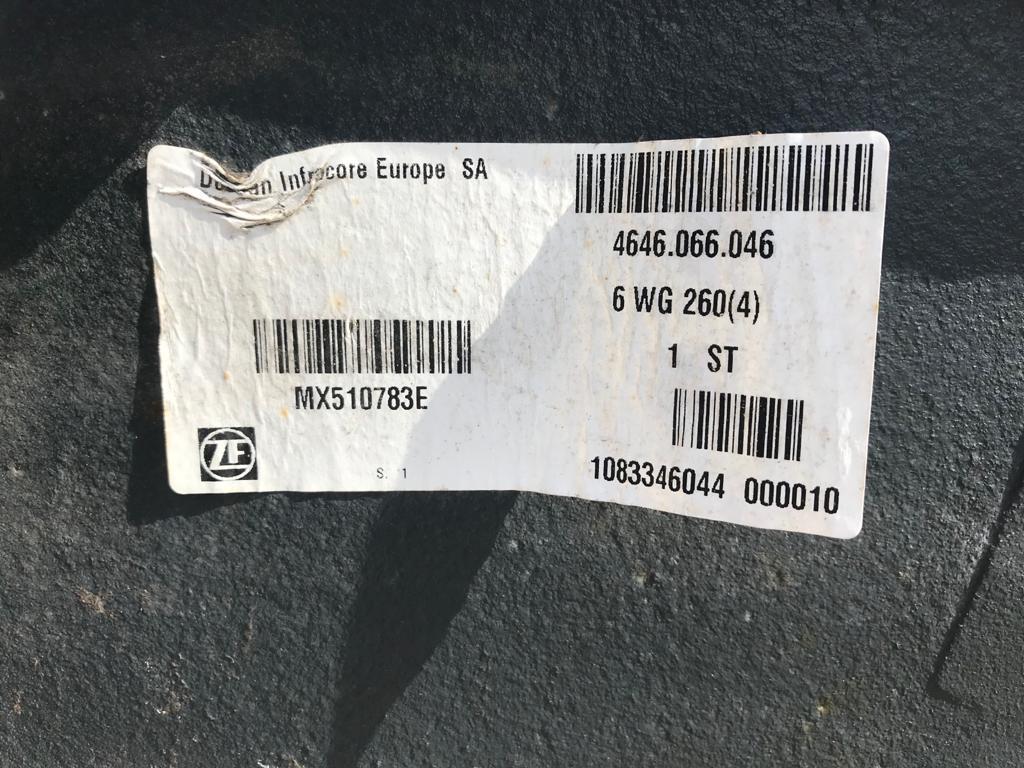 Infracore Europe SA
4646.066.046
6 WG 260(4)
1 ST
MX510783E
ZF
S. 1
1083346044 000010